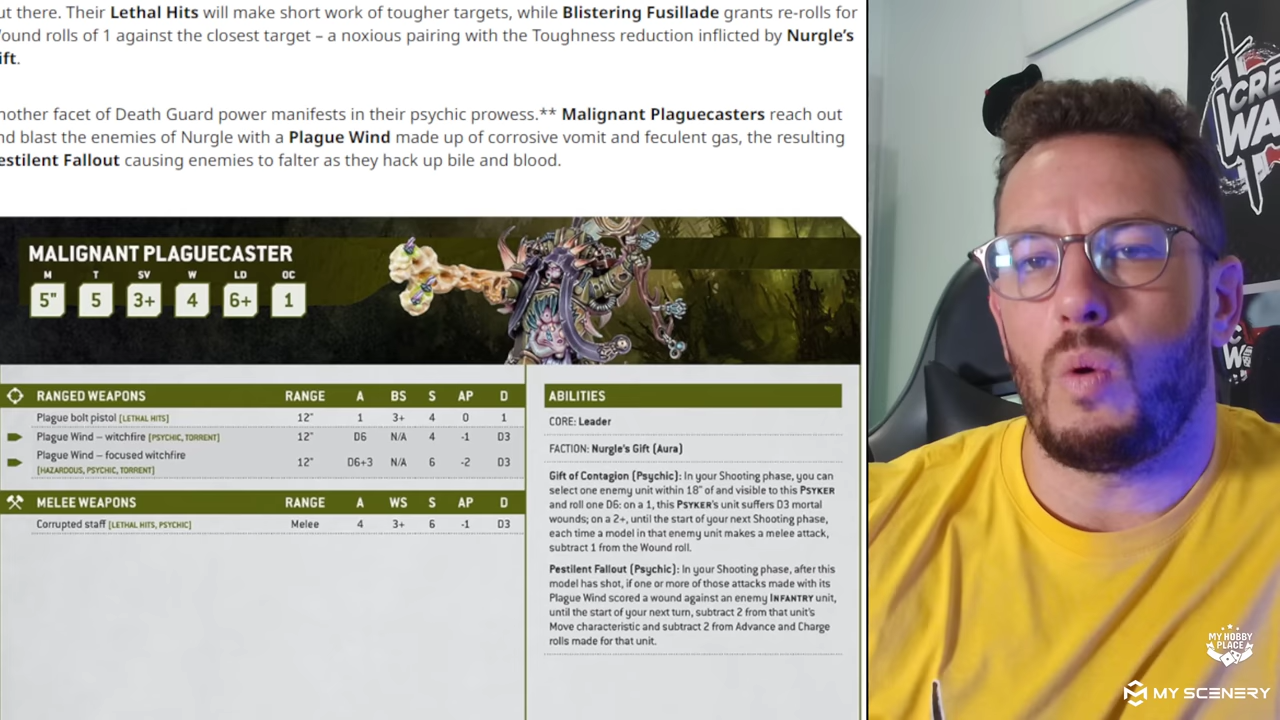 ut there. Their Lethal Hits will make short work of tougher targets, while Blistering Fusillade grants re-rolls for
ound rolls of 1 against the closest target – a noxious pairing with the Toughness reduction inflicted by Nurgle's
ift.
nother facet of Death Guard power manifests in their psychic prowess.** Malignant Plaguecasters reach out
nd blast the enemies of Nurgle with a Plague Wind made up of corrosive vomit and feculent gas, the resulting
estilent Fallout causing enemies to falter as they hack up bile and blood.
MALIGNANT PLAGUECASTER
M T SV W LD OC
5" 5 3+ 4 6+ 1
RANGED WEAPONS RANGE A BS S AP D
Plague bolt pistol [LETHAL HITS] 12" 1 3+ 4 0 1
Plague Wind – witchfire [PSYCHIC, TORRENT] 12" D6 N/A 4 -1 D3
Plague Wind – focused witchfire
[HAZARDOUS, PSYCHIC, TORRENT] 12" D6+3 N/A 6 -2 D3
MELEE WEAPONS RANGE A WS S AP D
Corrupted staff [LETHAL HITS, PSYCHIC] Melee 4 3+ 6 -1 D3
ABILITIES
CORE: Leader
FACTION: Nurgle's Gift (Aura)
Gift of Contagion (Psychic): In your Shooting phase, you can
select one enemy unit within 18" of and visible to this PSYKER
and roll one D6: on a 1, this PSYKER's unit suffers D3 mortal
wounds; on a 2+, until the start of your next Shooting phase,
each time a model in that enemy unit makes a melee attack,
subtract 1 from the Wound roll.
Pestilent Fallout (Psychic): In your Shooting phase, after this
model has shot, if one or more of those attacks made with its
Plague Wind scored a wound against an enemy INFANTRY unit,
until the start of your next turn, subtract 2 from that unit's
Move characteristic and subtract 2 from Advance and Charge
rolls made for that unit.
CRE
WA
MY HOBBY
PLACE
MY SCENERY